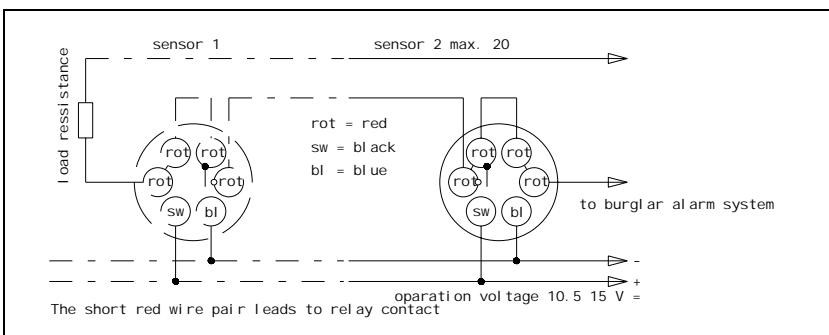 sensor 1
sensor 2 max. 20
load ressistance
rot = red
sw = black
bl = blue
rot rot
rot rot
sw bl
rot rot
rot rot
sw bl
to burglar alarm system
-
+
oparation voltage 10.5 15 V =
The short red wire pair leads to relay contact